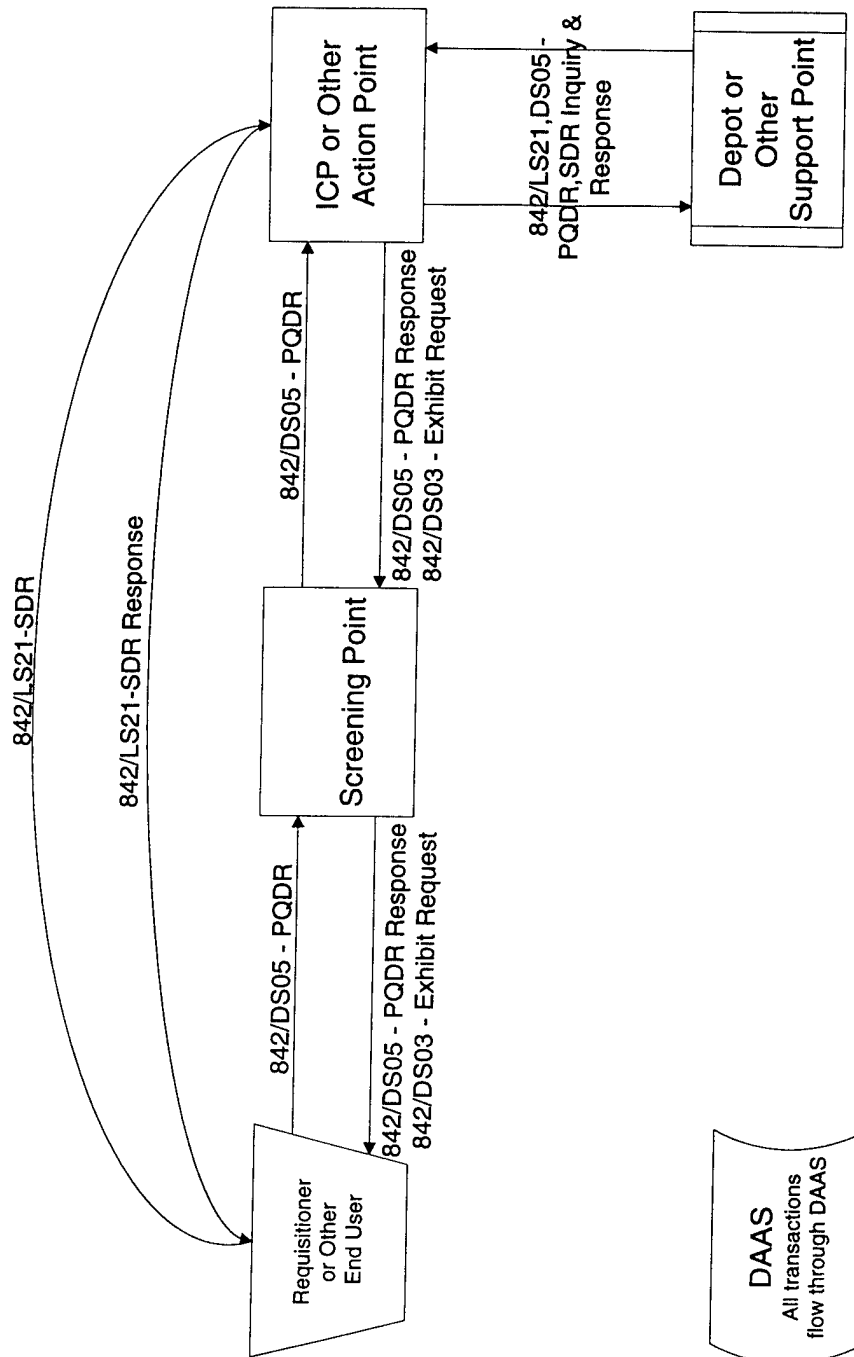 842/LS21-SDR
842/LS21-SDR Response
Requisitioner
or Other
End User
842/DS05 - PQDR
842/DS05 - PQDR Response
842/DS03 - Exhibit Request
Screening Point
842/DS05 - PQDR
842/DS05 - PQDR Response
842/DS03 - Exhibit Request
ICP or Other
Action Point
842/LS21,DS05 -
PQDR,SDR Inquiry &
Response
Depot or
Other
Support Point
DAAS
All transactions
flow through DAAS